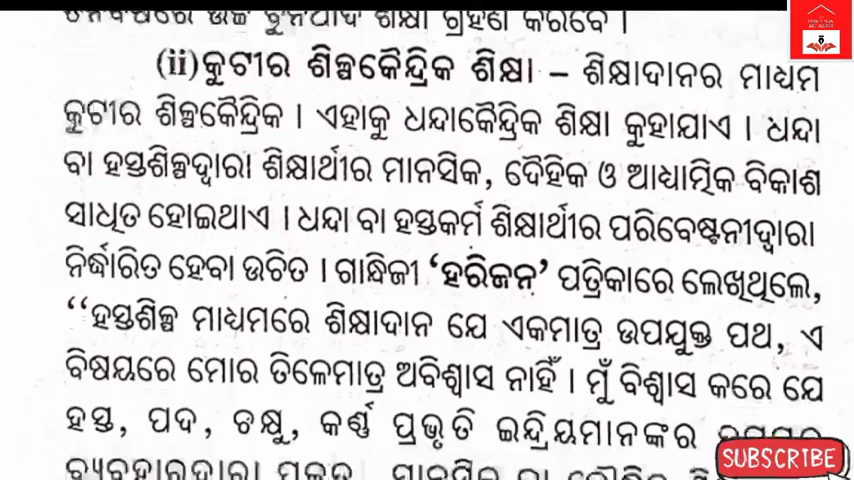 ଶିକ୍ଷା ଗ୍ରହଣ କରିବେ ।
(ii) କୁଟୀର ଶିଳ୍ପକୈନ୍ଦ୍ରିକ ଶିକ୍ଷା – ଶିକ୍ଷାଦାନର ମାଧ୍ୟମ
କୁଟୀର ଶିଳ୍ପକୈନ୍ଦ୍ରିକ । ଏହାକୁ ଧନ୍ଦାକୈନ୍ଦ୍ରିକ ଶିକ୍ଷା କୁହାଯାଏ । ଧନ୍ଦା
ବା ହସ୍ତଶିଳ୍ପଦ୍ୱାରା ଶିକ୍ଷାର୍ଥୀର ମାନସିକ, ଦୈହିକ ଓ ଆଧ୍ୟାତ୍ମିକ ବିକାଶ
ସାଧିତ ହୋଇଥାଏ । ଧନ୍ଦା ବା ହସ୍ତକର୍ମ ଶିକ୍ଷାର୍ଥୀର ପରିବେଷ୍ଟନୀଦ୍ୱାରା
ନିର୍ଦ୍ଧାରିତ ହେବା ଉଚିତ । ଗାନ୍ଧିଜୀ ‘ହରିଜନ’ ପତ୍ରିକାରେ ଲେଖିଥିଲେ,
“ହସ୍ତଶିଳ୍ପ ମାଧ୍ୟମରେ ଶିକ୍ଷାଦାନ ଯେ ଏକମାତ୍ର ଉପଯୁକ୍ତ ପଥ, ଏ
ବିଷୟରେ ମୋର ତିଳେମାତ୍ର ଅବିଶ୍ୱାସ ନାହିଁ । ମୁଁ ବିଶ୍ୱାସ କରେ ଯେ
ହସ୍ତ, ପଦ, ଚକ୍ଷୁ, କର୍ଣ୍ଣ ପ୍ରଭୃତି ଇନ୍ଦ୍ରିୟମାନଙ୍କର
SUBSCRIBE